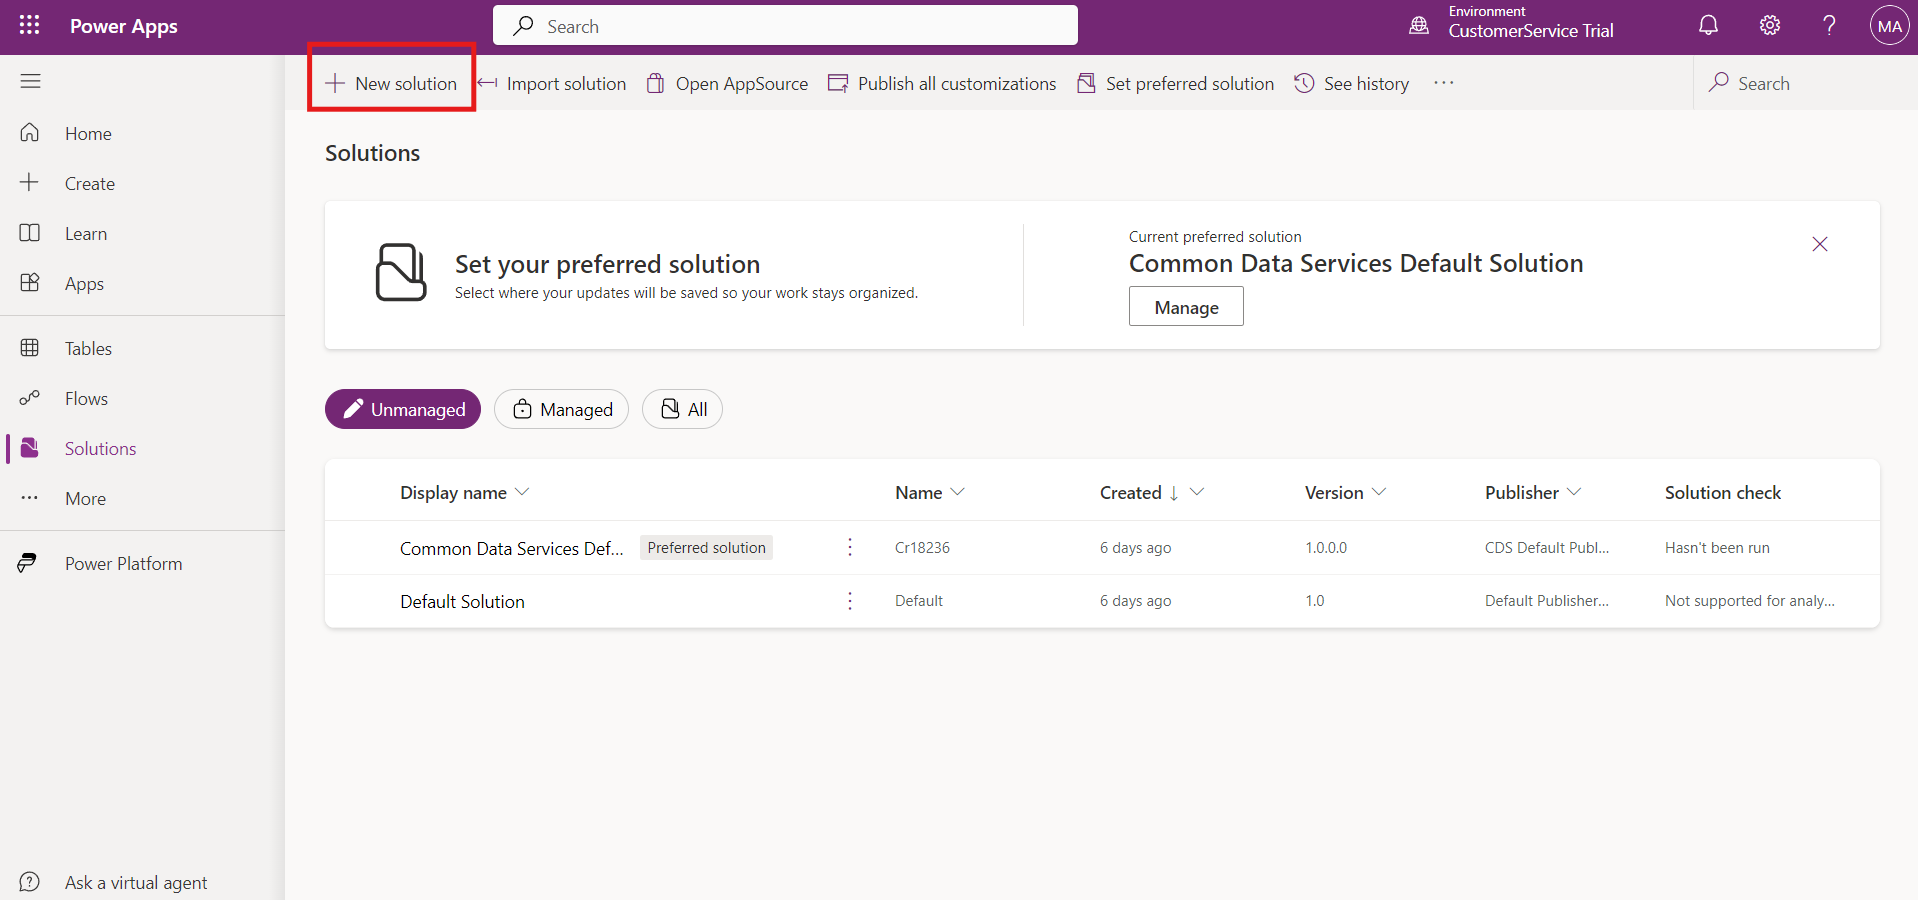 Power Apps
Search
Environment
CustomerService Trial
?
MA
New solution
Import solution
Open AppSource
Publish all customizations
Set preferred solution
See history
...
Search
Home
Create
Learn
Apps
Tables
Flows
Solutions
More
Power Platform
Ask a virtual agent
Solutions
Set your preferred solution
Select where your updates will be saved so your work stays organized.
Current preferred solution
Common Data Services Default Solution
Manage
Unmanaged
Managed
All
Display name Name Created Version Publisher Solution check
Common Data Services Def... Preferred solution Cr18236 6 days ago 1.0.0.0 CDS Default Publ... Hasn't been run
Default Solution Default 6 days ago 1.0 Default Publisher... Not supported for analy...